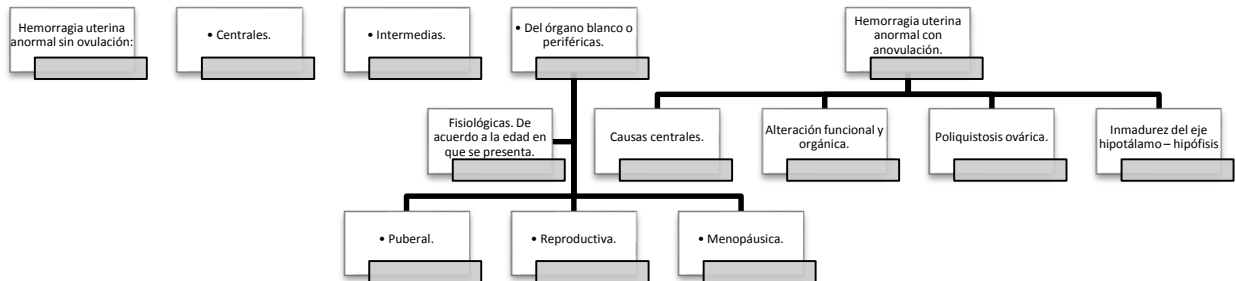 Hemorragia uterina
anormal sin ovulación:
• Centrales.
• Intermedias.
• Del órgano blanco o
periféricas.
Hemorragia uterina
anormal con
anovulación.
Fisiológicas. De
acuerdo a la edad en
que se presenta.
Causas centrales.
Alteración funcional y
orgánica.
Poliquistosis ovárica.
Inmadurez del eje
hipotálamo – hipófisis
• Puberal.
• Reproductiva.
• Menopáusica.